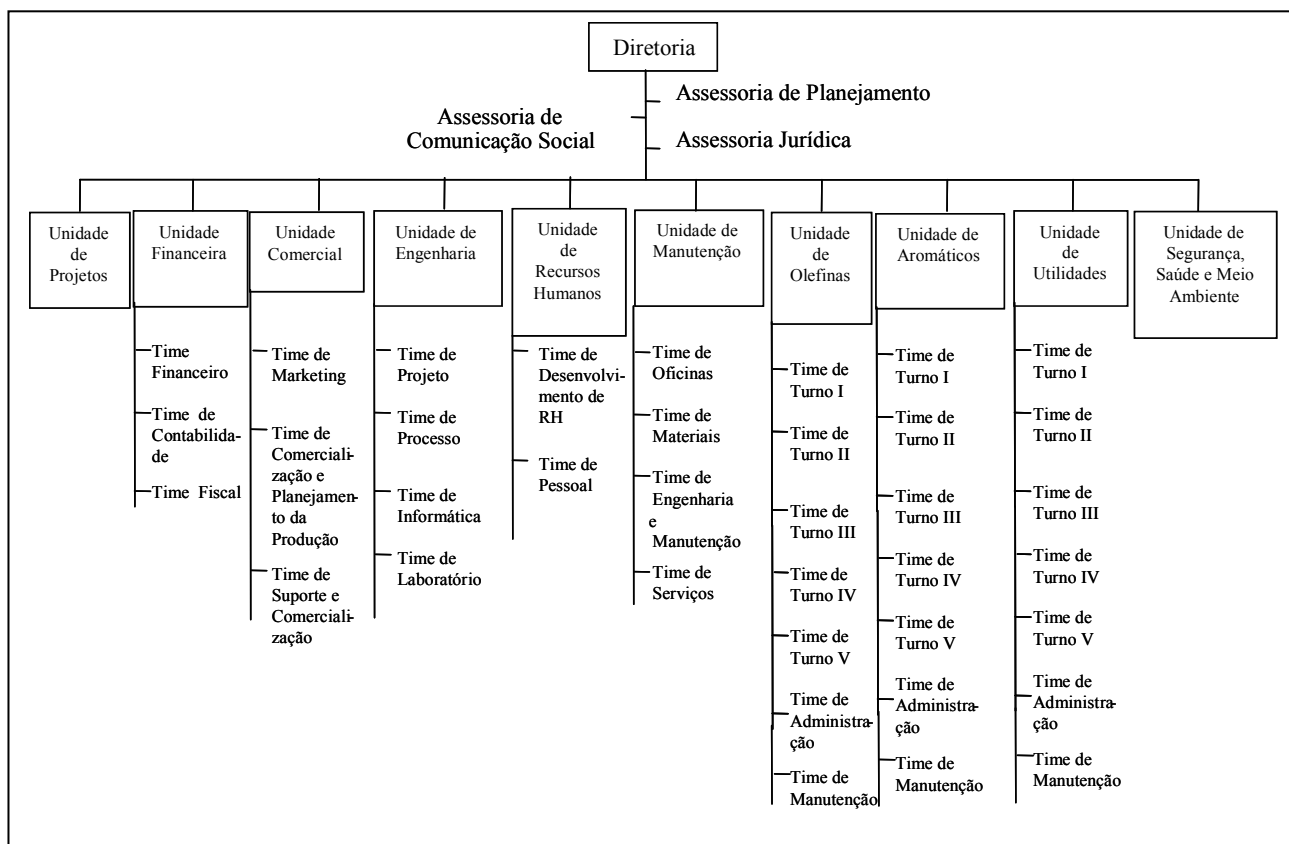 Diretoria
Assessoria de Planejamento
Assessoria de
Comunicação Social
Assessoria Jurídica
Unidade
de
Projetos
Unidade
Financeira
Unidade
Comercial
Unidade de
Engenharia
Unidade
de
Recursos
Humanos
Unidade de
Manutenção
Unidade
de
Olefinas
Unidade de
Aromáticos
Unidade
de
Utilidades
Unidade de
Segurança,
Saúde e Meio
Ambiente
Time
Financeiro
Time de
Contabilida-
de
Time Fiscal
Time de
Marketing
Time de
Comerciali-
zação e
Planejamen-
to da
Produção
Time de
Suporte e
Comerciali-
zação
Time de
Projeto
Time de
Processo
Time de
Informática
Time de
Laboratório
Time de
Desenvolvi-
mento de
RH
Time de
Pessoal
Time de
Oficinas
Time de
Materiais
Time de
Engenharia
e
Manutenção
Time de
Serviços
Time de
Turno I
Time de
Turno II
Time de
Turno III
Time de
Turno IV
Time de
Turno V
Time de
Administra-
ção
Time de
Manutenção
Time de
Turno I
Time de
Turno II
Time de
Turno III
Time de
Turno IV
Time de
Turno V
Time de
Administra-
ção
Time de
Manutenção
Time de
Turno I
Time de
Turno II
Time de
Turno III
Time de
Turno IV
Time de
Turno V
Time de
Administra-
ção
Time de
Manutenção